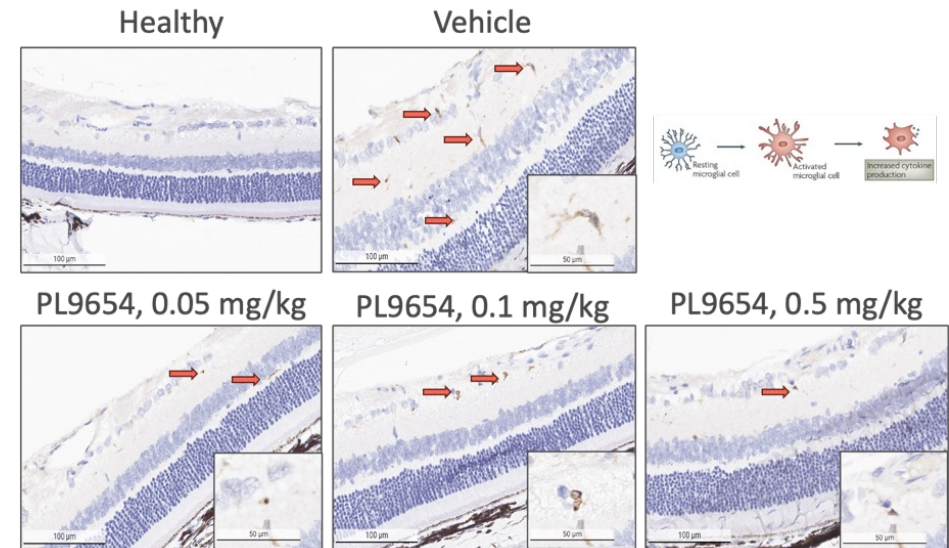 Healthy
Vehicle
100 µm
100 µm
50 µm
Resting
microglial cell
Activated
microglial cell
Increased cytokine
production
PL9654, 0.05 mg/kg
PL9654, 0.1 mg/kg
PL9654, 0.5 mg/kg
100 µm
50 µm
100 µm
50 µm
100 µm
50 µm